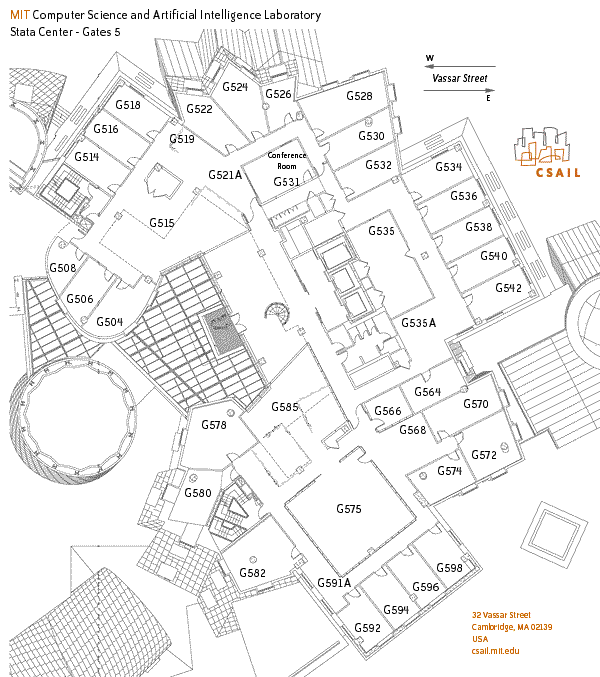 MIT Computer Science and Artificial Intelligence Laboratory
Stata Center - Gates 5
W
Vassar Street
E
CSAIL
G518
G516
G514
G519
G522
G524
G526
G528
G530
G532
Conference
Room
G531
G521A
G515
G534
G536
G538
G540
G542
G535
G535A
G508
G506
G504
G585
G578
G580
G582
G566
G564
G568
G570
G572
G574
G575
G591A
G592
G594
G596
G598
32 Vassar Street
Cambridge, MA 02139
USA
csail.mit.edu